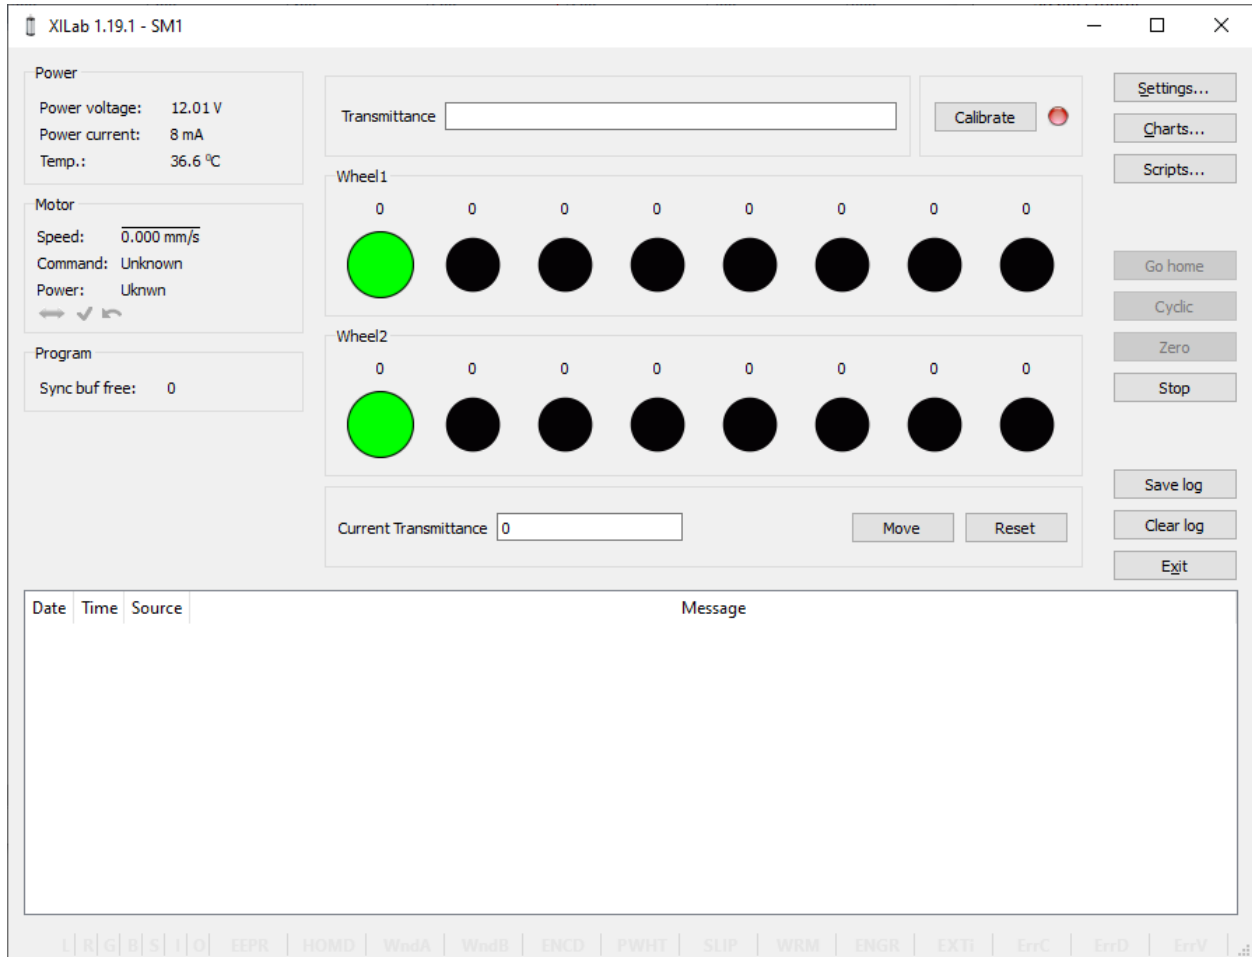 XILab 1.19.1 - SM1
Power
Power voltage: 12.01 V
Power current: 8 mA
Temp.: 36.6 ⁰C
Motor
Speed: 0.000 mm/s
Command: Unknown
Power: Uknwn
Program
Sync buf free: 0
Transmittance
Calibrate
Wheel1
0 0 0 0 0 0 0 0
Wheel2
0 0 0 0 0 0 0 0
Current Transmittance 0
Move Reset
Settings...
Charts...
Scripts...
Go home
Cyclic
Zero
Stop
Save log
Clear log
Exit
Date Time Source Message
L R G B S I O EEPR HOMD WndA WndB ENCD PWHT SLIP WRM ENGR EXTi ErrC ErrD ErrV